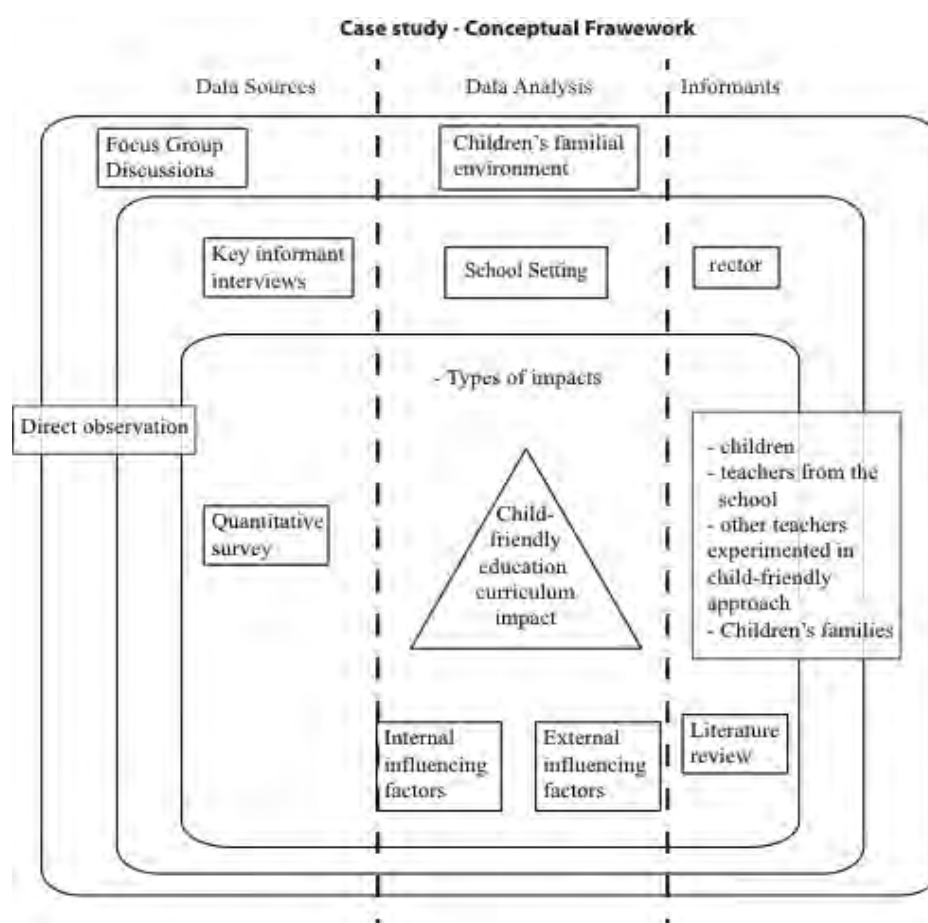 Case study - Conceptual Frawework
Data Sources
Data Analysis
Informants
Focus Group
Discussions
Children's familial
environment
Key informant
interviews
School Setting
rector
- Types of impacts
Direct observation
- children
- teachers from the
school
- other teachers
experimented in
child-friendly
approach
- Children's families
Quantitative
survey
Child-
friendly
education
curriculum
impact
Internal
influencing
factors
External
influencing
factors
Literature
review